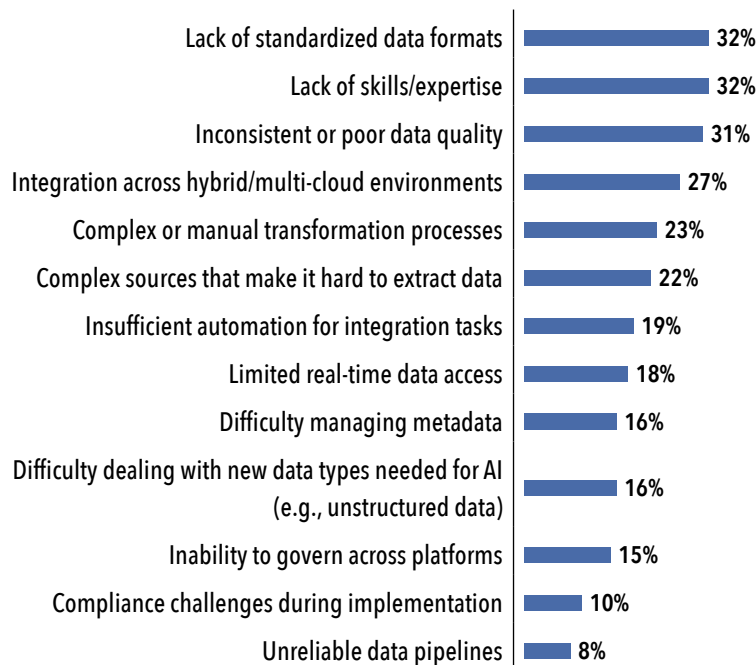 Lack of standardized data formats 32%
Lack of skills/expertise 32%
Inconsistent or poor data quality 31%
Integration across hybrid/multi-cloud environments 27%
Complex or manual transformation processes 23%
Complex sources that make it hard to extract data 22%
Insufficient automation for integration tasks 19%
Limited real-time data access 18%
Difficulty managing metadata 16%
Difficulty dealing with new data types needed for AI
(e.g., unstructured data) 16%
Inability to govern across platforms 15%
Compliance challenges during implementation 10%
Unreliable data pipelines 8%